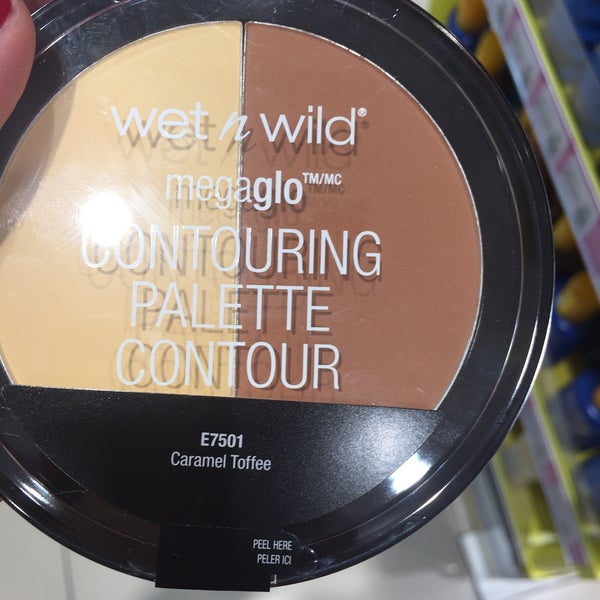 wet n wild®
megaglo™/MC
CONTOURING
PALETTE
CONTOUR
E7501
Caramel Toffee
PEEL HERE
PELER ICI